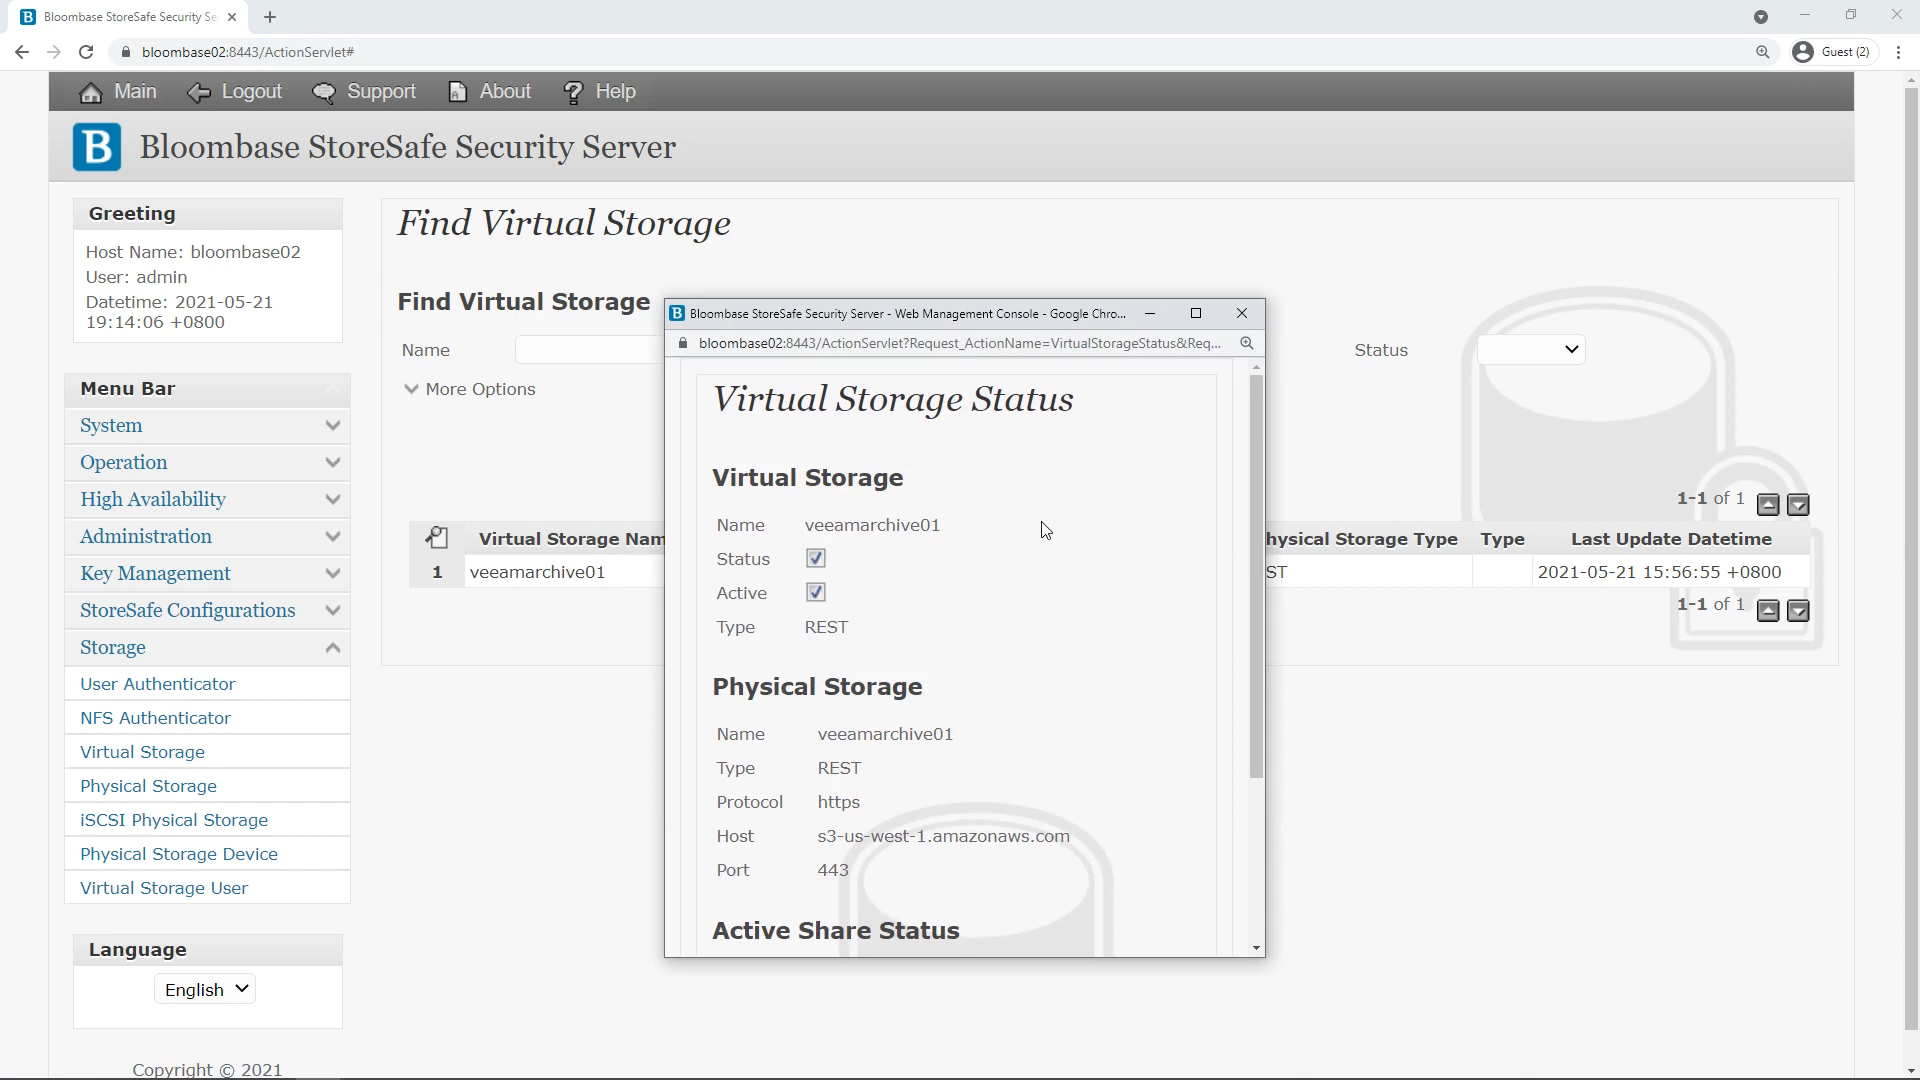 Bloombase StoreSafe Security Se
bloombase02:8443/ActionServlet#
Guest (2)
Main
Logout
Support
About
Help
B Bloombase StoreSafe Security Server
Greeting
Host Name: bloombase02
User: admin
Datetime: 2021-05-21
19:14:06 +0800
Menu Bar
System
Operation
High Availability
Administration
Key Management
StoreSafe Configurations
Storage
User Authenticator
NFS Authenticator
Virtual Storage
Physical Storage
iSCSI Physical Storage
Physical Storage Device
Virtual Storage User
Language
English
Copyright © 2021
Find Virtual Storage
Find Virtual Storage
Name
Status
More Options
1-1 of 1
Virtual Storage Nam
hysical Storage Type
Type
Last Update Datetime
1
veeamarchive01
ST
2021-05-21 15:56:55 +0800
1-1 of 1
Bloombase StoreSafe Security Server - Web Management Console - Google Chro...
bloombase02:8443/ActionServlet?Request_ActionName=VirtualStorageStatus&Req...
Virtual Storage Status
Virtual Storage
Name veeamarchive01
Status
Active
Type REST
Physical Storage
Name veeamarchive01
Type REST
Protocol https
Host s3-us-west-1.amazonaws.com
Port 443
Active Share Status